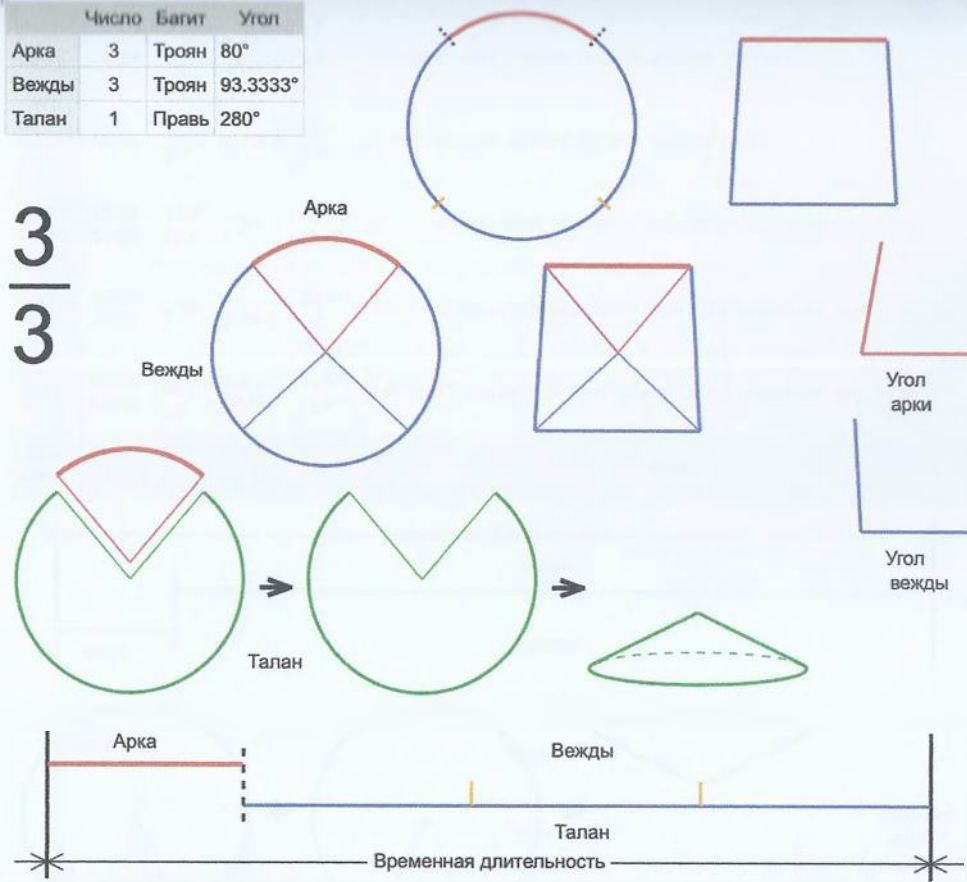 Число Багит Угол
Арка 3 Троян 80°
Вежды 3 Троян 93.3333°
Талан 1 Правь 280°
3
3
Арка
Вежды
Угол
арки
Угол
вежды
Талан
Арка
Вежды
Талан
Временная длительность